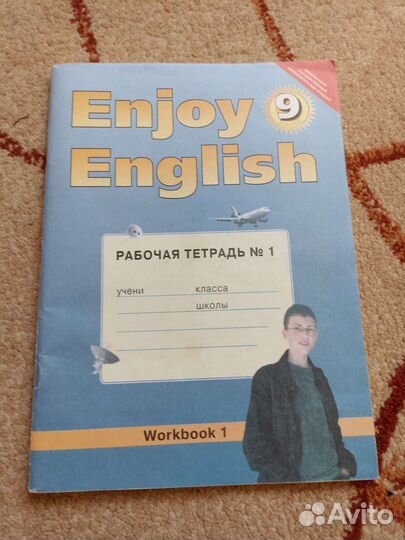 Enjoy 9
English
РАБОЧАЯ ТЕТРАДЬ № 1
учени класса
школы
Workbook 1
Avito